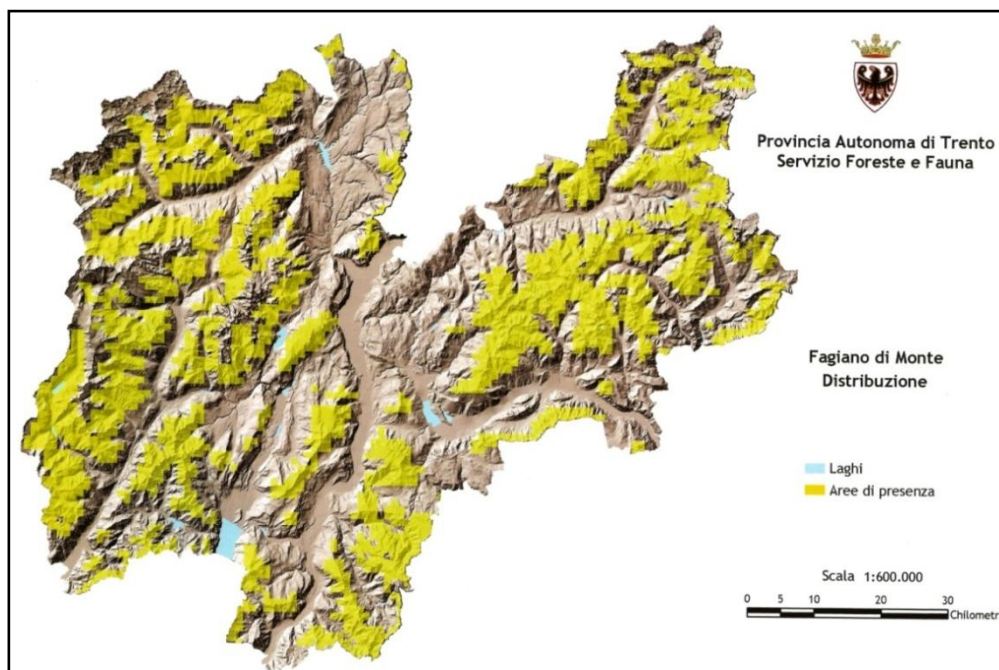 Provincia Autonoma di Trento
Servizio Foreste e Fauna
Fagiano di Monte
Distribuzione
Laghi
Aree di presenza
Scala 1:600.000
0 5 10 20 30
Chilometri